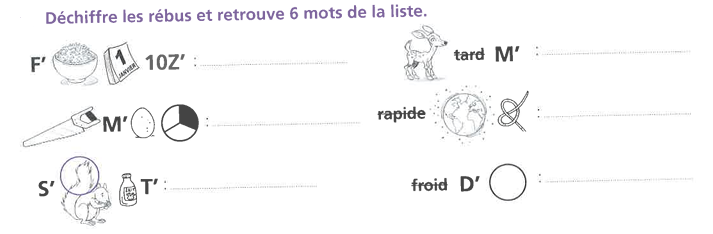 Déchiffre les rébus et retrouve 6 mots de la liste.
F' 1 JANVIER 10Z' :
tard M' :
M' :
rapide :
S' T' :
froid D' :